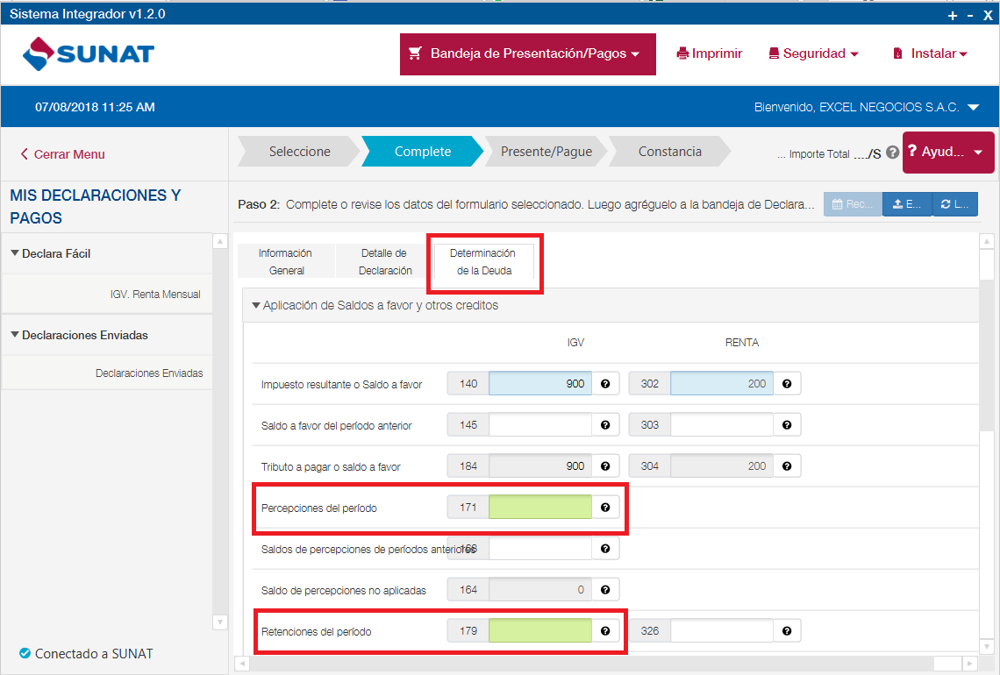 Sistema Integrador v1.2.0
+ - X
SUNAT
Bandeja de Presentación/Pagos
Imprimir
Seguridad
Instalar
07/08/2018 11:25 AM
Bienvenido, EXCEL NEGOCIOS S.A.C.
Cerrar Menu
Seleccione
Complete
Presente/Pague
Constancia
... Importe Total ..../S ?
? Ayud...
MIS DECLARACIONES Y
PAGOS
Paso 2: Complete o revise los datos del formulario seleccionado. Luego agréguelo a la bandeja de Declara...
Rec...
E...
L...
Declara Fácil
IGV. Renta Mensual
Declaraciones Enviadas
Declaraciones Enviadas
Información
General
Detalle de
Declaración
Determinación
de la Deuda
Aplicación de Saldos a favor y otros creditos
IGV RENTA
Impuesto resultante o Saldo a favor 140 900 ? 302 200 ?
Saldo a favor del período anterior 145 ? 303 ?
Tributo a pagar o saldo a favor 184 900 ? 304 200 ?
Percepciones del período 171 ?
Saldos de percepciones de períodos anteriores 168 ?
Saldo de percepciones no aplicadas 164 0 ?
Retenciones del período 179 ? 326 ?
Conectado a SUNAT